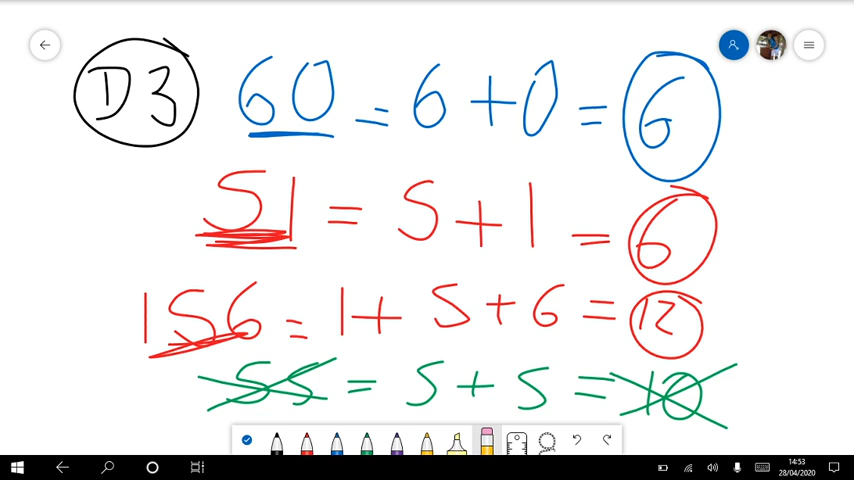 D3 60 = 6 + 0 = 6
51 = 5 + 1 = 6
156 = 1 + 5 + 6 = 12
55 = 5 + 5 = 10
14:53
28/04/2020